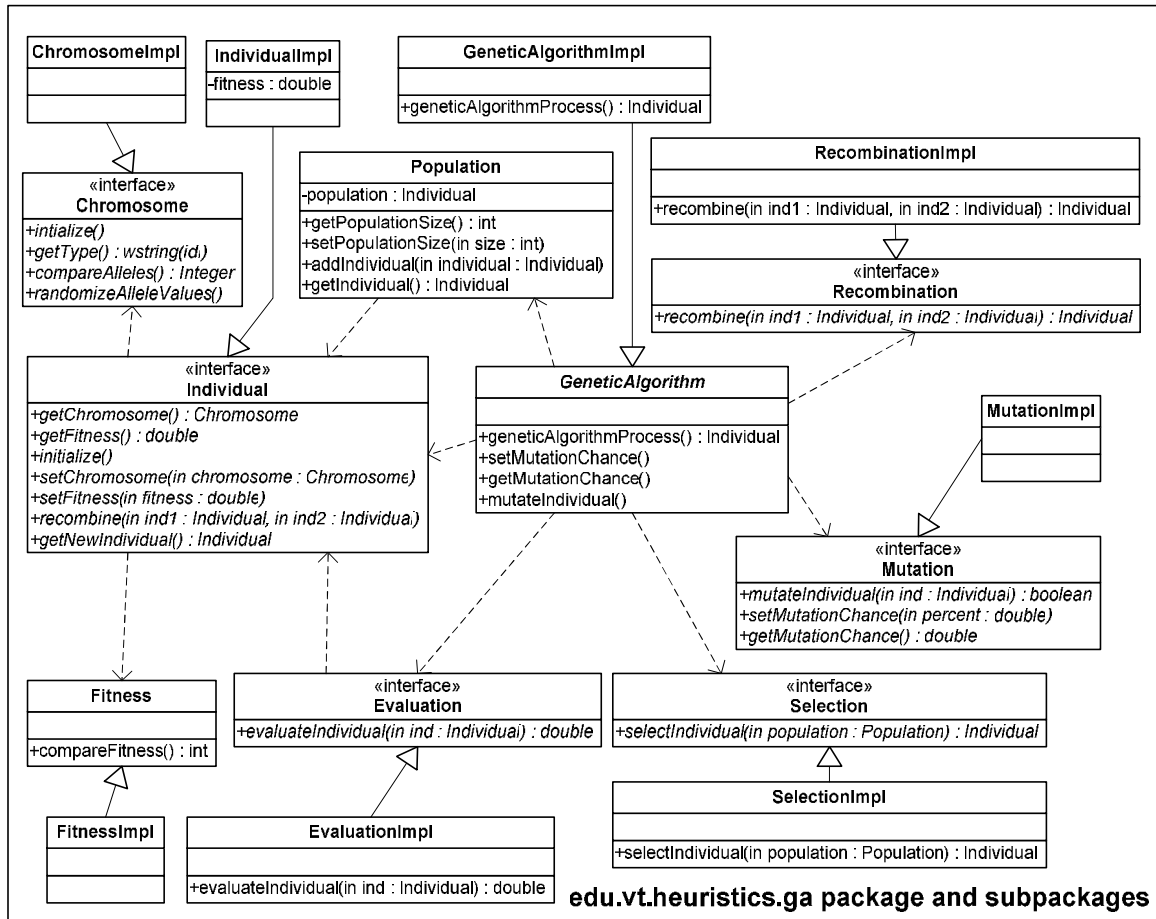 ChromosomeImpl
IndividualImpl
-fitness : double
GeneticAlgorithmImpl
+geneticAlgorithmProcess() : Individual
«interface»
Chromosome
+intialize()
+getType() : wstring(idl)
+compareAlleles() : Integer
+randomizeAlleleValues()
Population
-population : Individual
+getPopulationSize() : int
+setPopulationSize(in size : int)
+addIndividual(in individual : Individual)
+getIndividual() : Individual
RecombinationImpl
+recombine(in ind1 : Individual, in ind2 : Individual) : Individual
«interface»
Recombination
+recombine(in ind1 : Individual, in ind2 : Individual) : Individual
«interface»
Individual
+getChromosome() : Chromosome
+getFitness() : double
+initialize()
+setChromosome(in chromosome : Chromosome)
+setFitness(in fitness : double)
+recombine(in ind1 : Individual, in ind2 : Individual)
+getNewIndividual() : Individual
GeneticAlgorithm
+geneticAlgorithmProcess() : Individual
+setMutationChance()
+getMutationChance()
+mutateIndividual()
MutationImpl
«interface»
Mutation
+mutateIndividual(in ind : Individual) : boolean
+setMutationChance(in percent : double)
+getMutationChance() : double
Fitness
+compareFitness() : int
«interface»
Evaluation
+evaluateIndividual(in ind : Individual) : double
«interface»
Selection
+selectIndividual(in population : Population) : Individual
FitnessImpl
EvaluationImpl
+evaluateIndividual(in ind : Individual) : double
SelectionImpl
+selectIndividual(in population : Population) : Individual
edu.vt.heuristics.ga package and subpackages